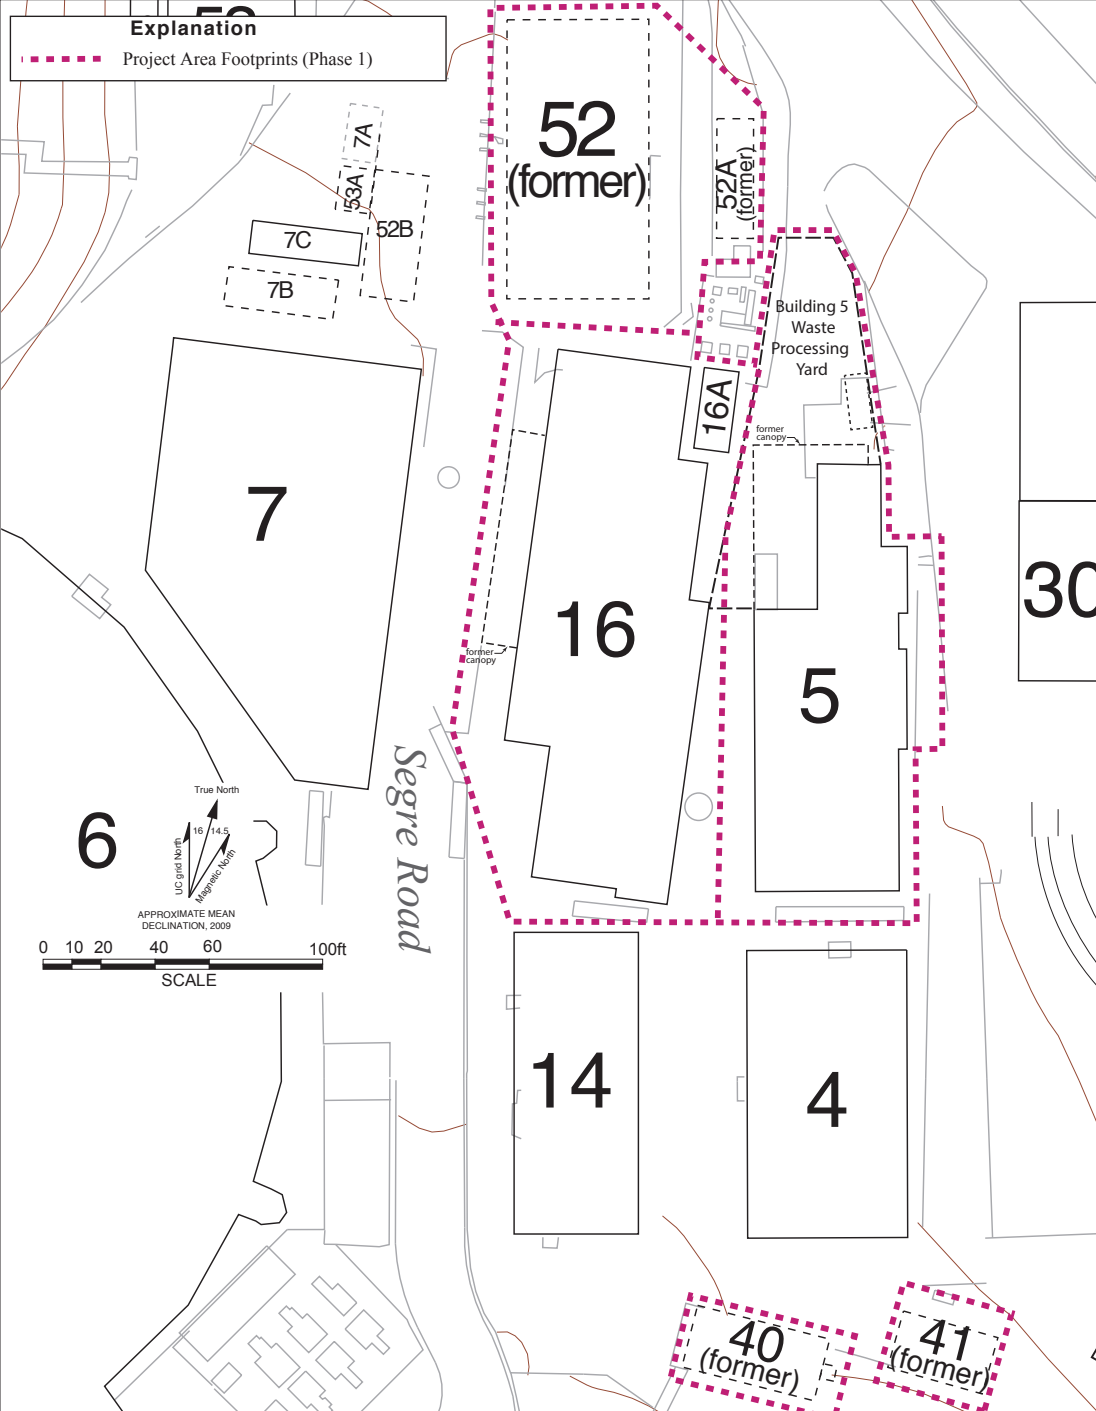 Explanation
Project Area Footprints (Phase 1)
52
(former)
52A
(former)
7A
53A
52B
7C
7B
Building 5
Waste
Processing
Yard
16A
former
canopy
7
16
5
30
former
canopy
Segre Road
6
True North
16
14.5
UC grid North
Magnetic North
APPROXIMATE MEAN
DECLINATION, 2009
0 10 20 40 60 100ft
SCALE
14
4
40
(former)
41
(former)